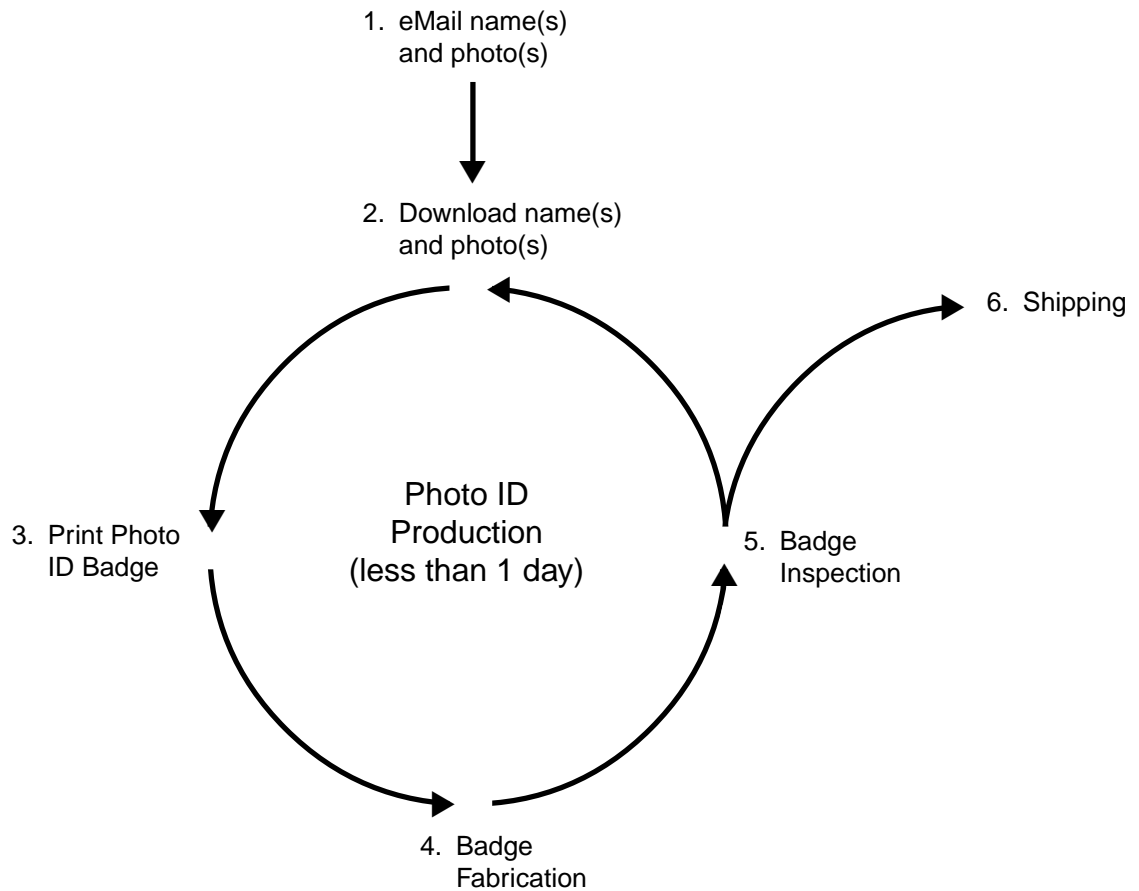 1. eMail name(s)
and photo(s)
2. Download name(s)
and photo(s)
6. Shipping
Photo ID
Production
(less than 1 day)
3. Print Photo
ID Badge
5. Badge
Inspection
4. Badge
Fabrication